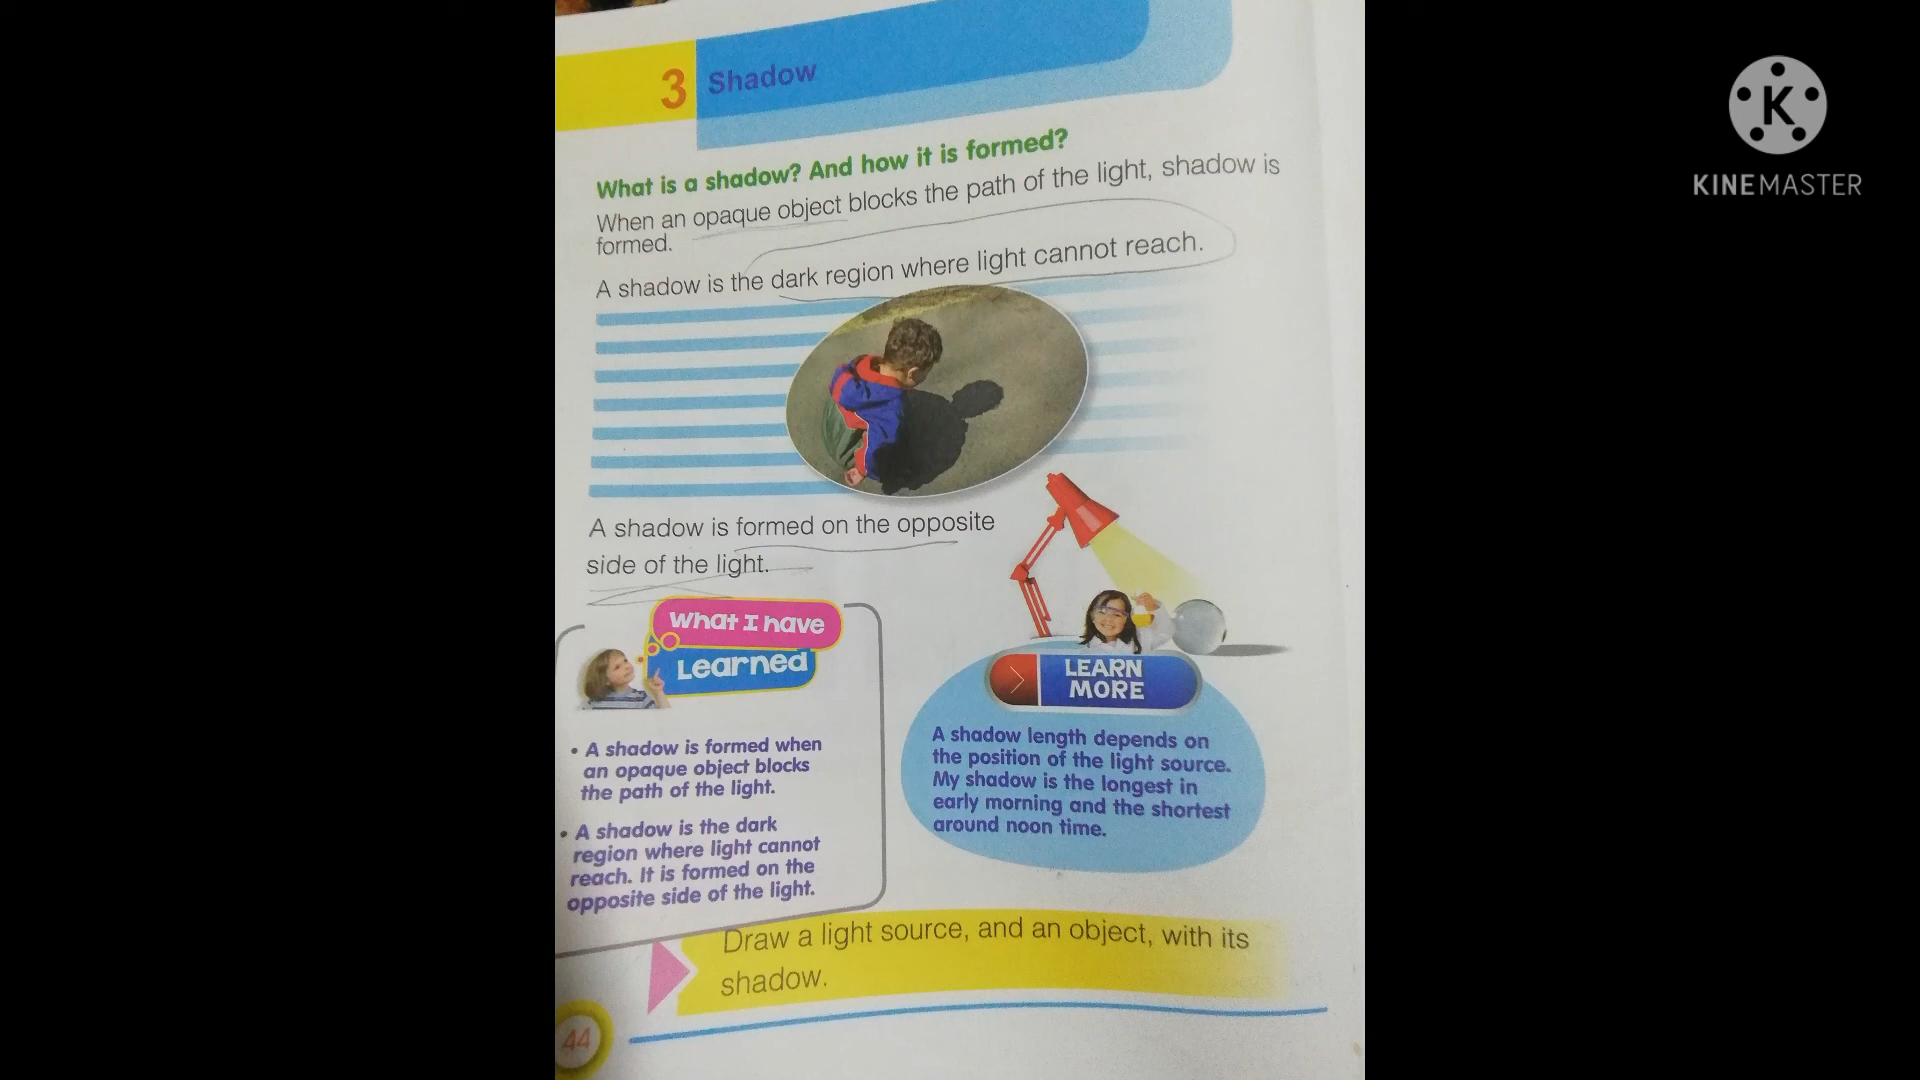 3 Shadow
What is a shadow? And how it is formed?
When an opaque object blocks the path of the light, shadow is
formed.
A shadow is the dark region where light cannot reach.
A shadow is formed on the opposite
side of the light.
What I have
Learned
• A shadow is formed when
an opaque object blocks
the path of the light.
• A shadow is the dark
region where light cannot
reach. It is formed on the
opposite side of the light.
LEARN
MORE
A shadow length depends on
the position of the light source.
My shadow is the longest in
early morning and the shortest
around noon time.
Draw a light source, and an object, with its
shadow.
44
K
KINEMASTER